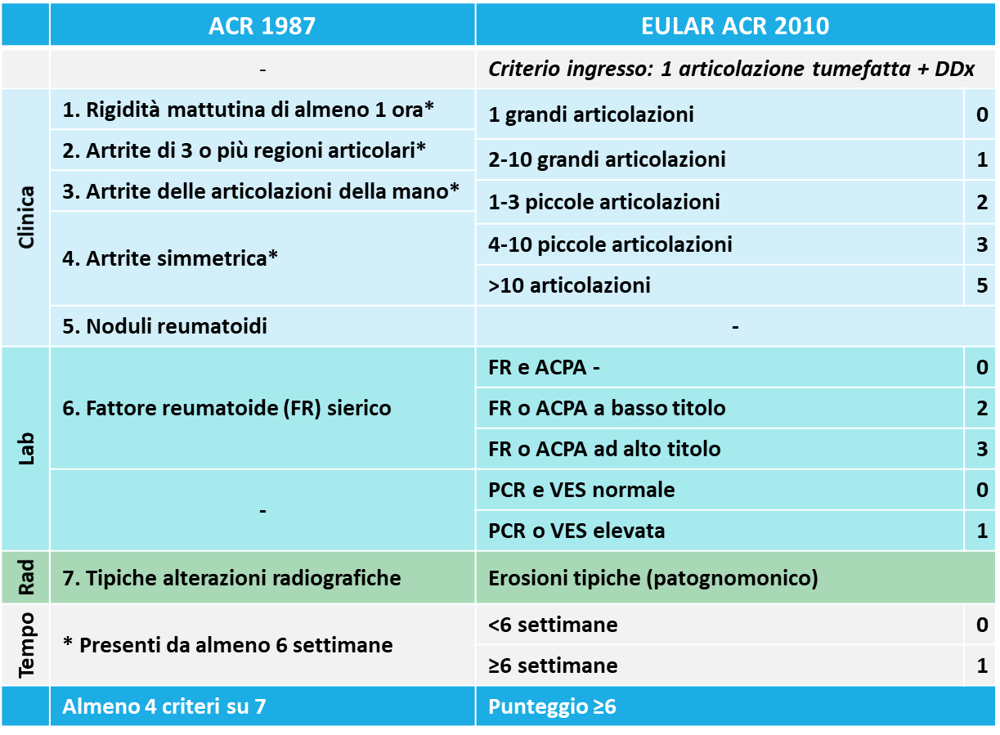 ACR 1987
EULAR ACR 2010
-
Criterio ingresso: 1 articolazione tumefatta + DDx
Clinica
1. Rigidità mattutina di almeno 1 ora*
2. Artrite di 3 o più regioni articolari*
3. Artrite delle articolazioni della mano*
4. Artrite simmetrica*
5. Noduli reumatoidi
1 grandi articolazioni 0
2-10 grandi articolazioni 1
1-3 piccole articolazioni 2
4-10 piccole articolazioni 3
>10 articolazioni 5
-
Lab
6. Fattore reumatoide (FR) sierico
-
FR e ACPA - 0
FR o ACPA a basso titolo 2
FR o ACPA ad alto titolo 3
PCR e VES normale 0
PCR o VES elevata 1
Rad
7. Tipiche alterazioni radiografiche
Erosioni tipiche (patognomonico)
Tempo
* Presenti da almeno 6 settimane
<6 settimane 0
≥6 settimane 1
Almeno 4 criteri su 7
Punteggio ≥6